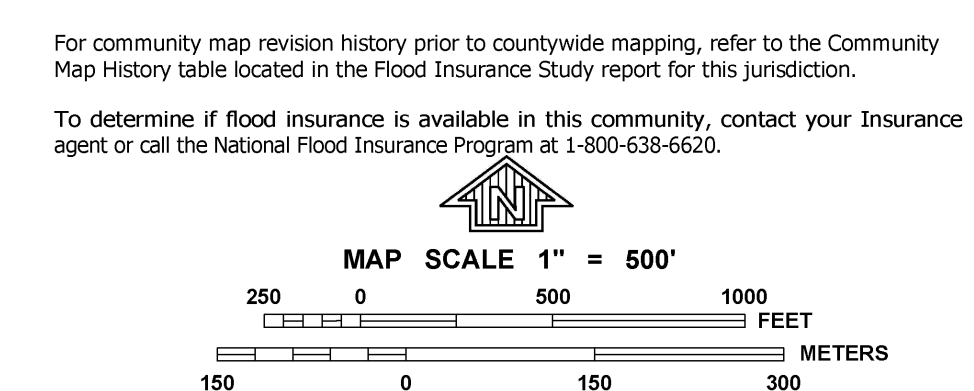 For community map revision history prior to countywide mapping, refer to the Community
Map History table located in the Flood Insurance Study report for this jurisdiction.
To determine if flood insurance is available in this community, contact your Insurance
agent or call the National Flood Insurance Program at 1-800-638-6620.
N
MAP SCALE 1" = 500'
250 0 500 1000
FEET
METERS
150 0 150 300